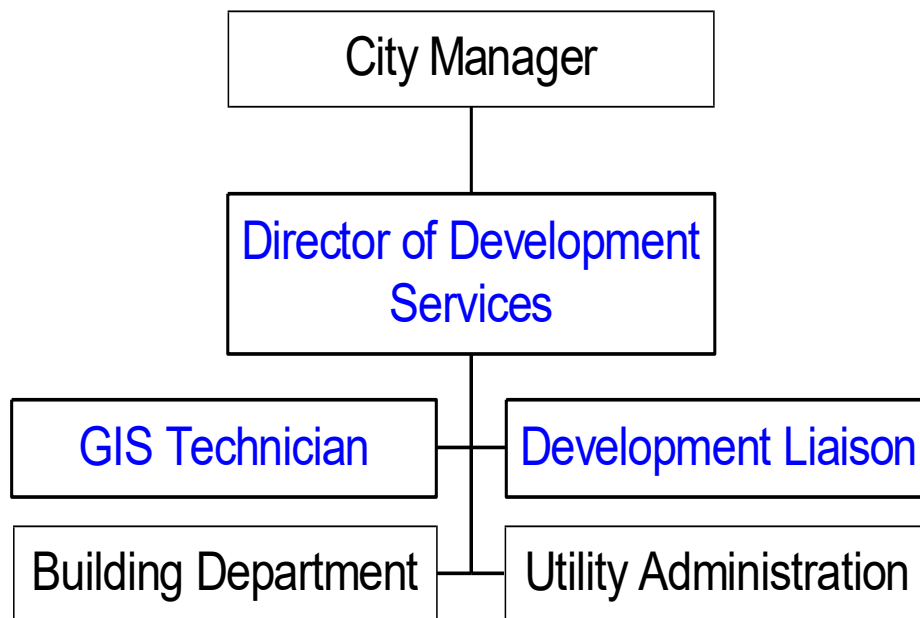 City Manager
Director of Development
Services
GIS Technician
Development Liaison
Building Department
Utility Administration